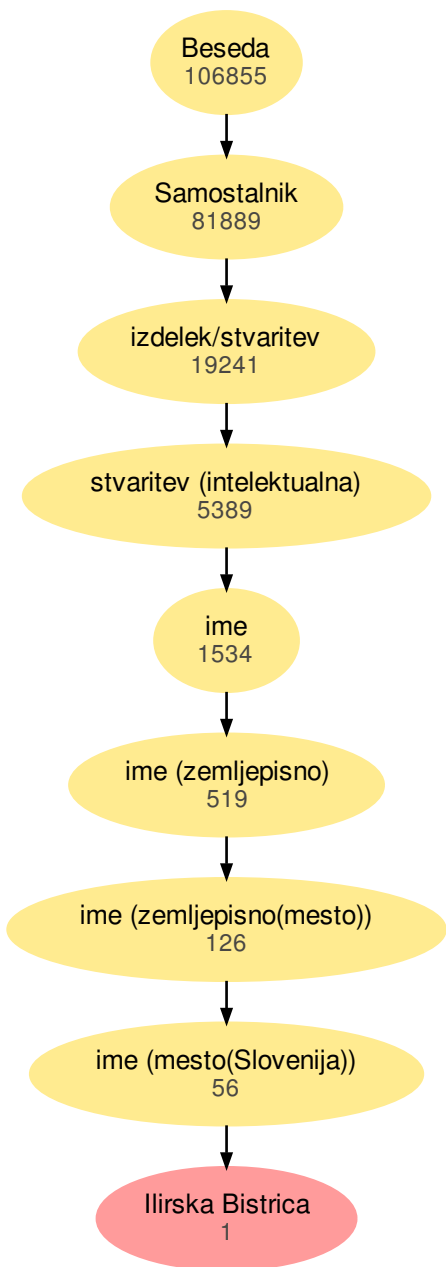 Beseda
106855
Samostalnik
81889
izdelek/stvaritev
19241
stvaritev (intelektualna)
5389
ime
1534
ime (zemljepisno)
519
ime (zemljepisno(mesto))
126
ime (mesto(Slovenija))
56
Ilirska Bistrica
1